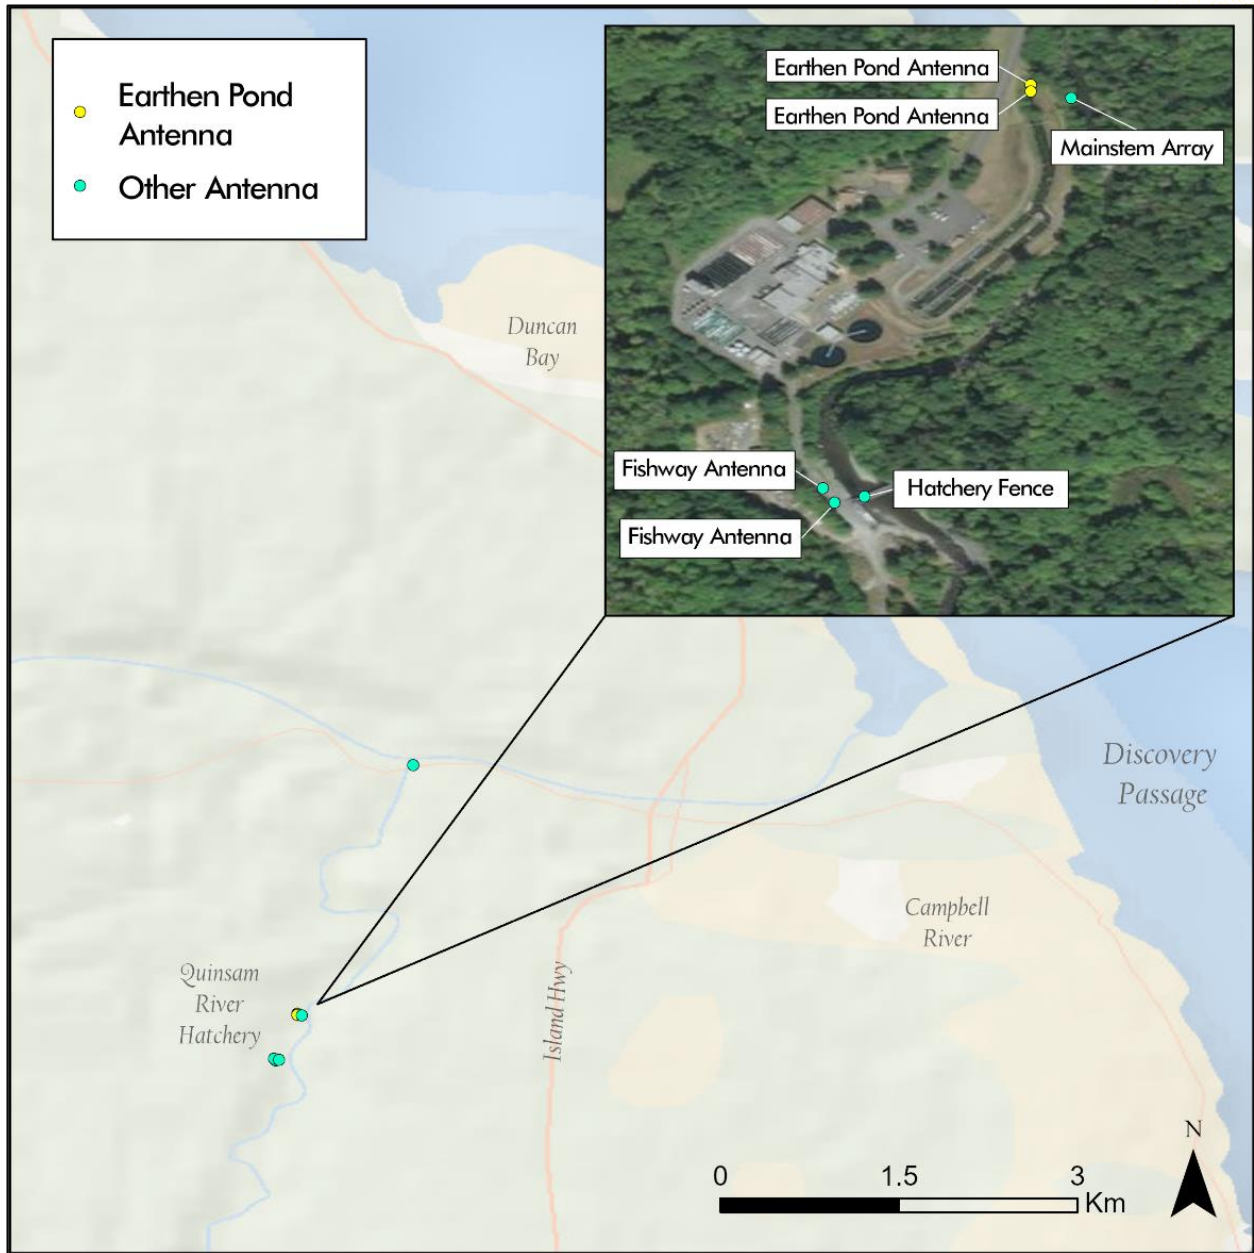 Earthen Pond
Antenna
Other Antenna
Earthen Pond Antenna
Earthen Pond Antenna
Mainstem Array
Fishway Antenna
Hatchery Fence
Fishway Antenna
Duncan
Bay
Discovery
Passage
Campbell
River
Quinsam
River
Hatchery
Island Hwy
N
0 1.5 3
Km